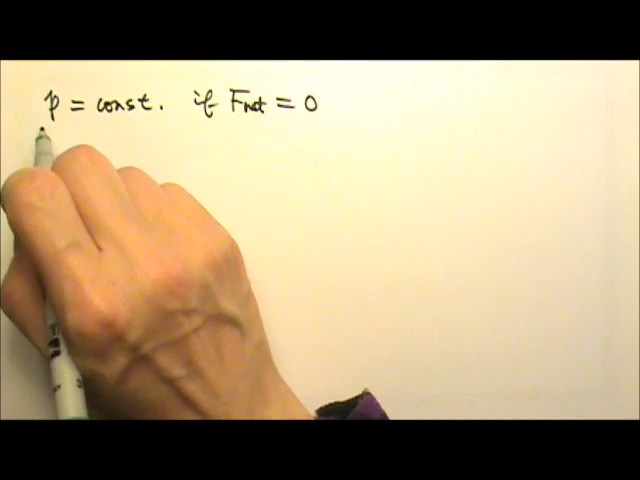 p = const. if Fnet = 0